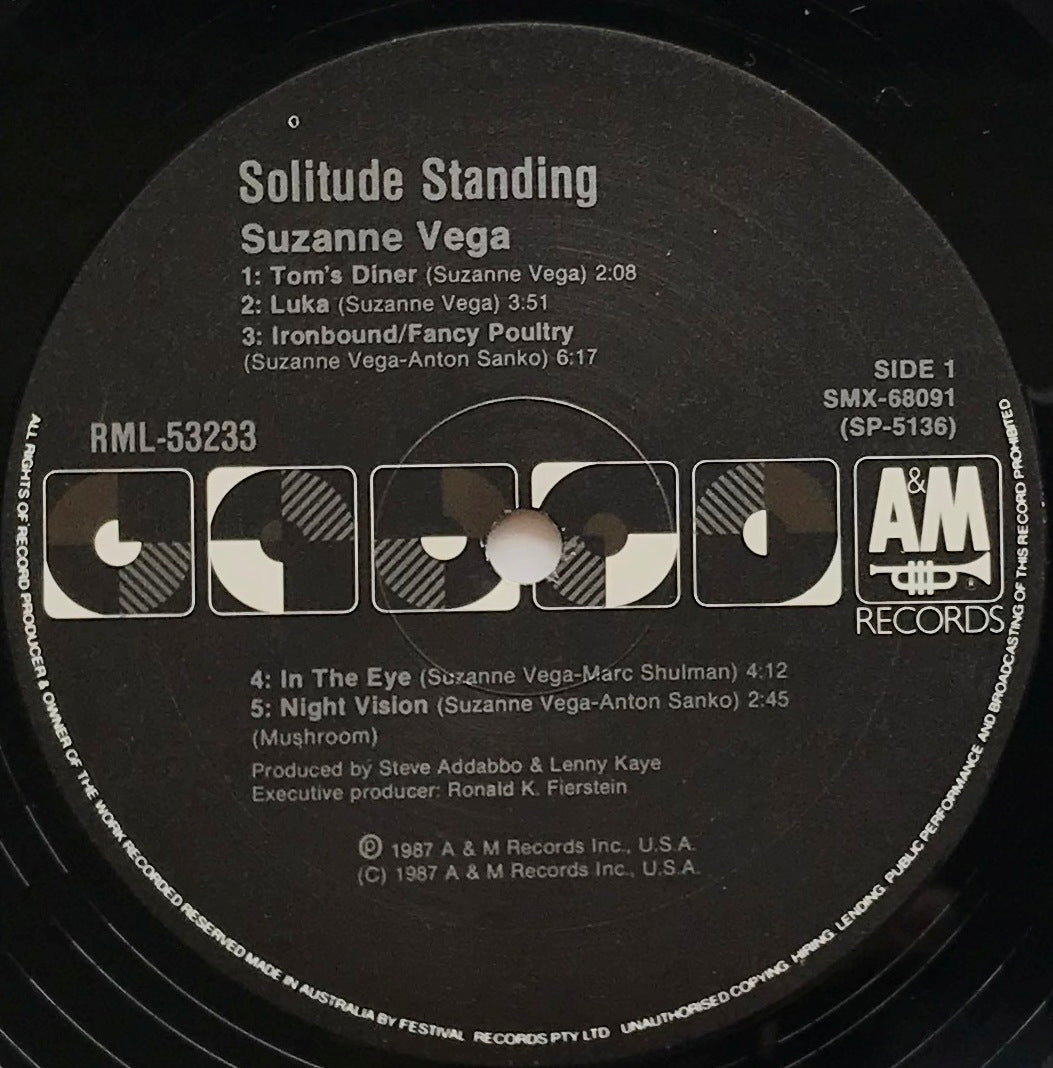 Solitude Standing
Suzanne Vega
1: Tom's Diner (Suzanne Vega) 2:08
2: Luka (Suzanne Vega) 3:51
3: Ironbound/Fancy Poultry
(Suzanne Vega-Anton Sanko) 6:17
SIDE 1
SMX-68091
(SP-5136)
RML-53233
A&M
RECORDS
4: In The Eye (Suzanne Vega-Marc Shulman) 4:12
5: Night Vision (Suzanne Vega-Anton Sanko) 2:45
(Mushroom)
Produced by Steve Addabbo & Lenny Kaye
Executive producer: Ronald K. Fierstein
℗ 1987 A & M Records Inc., U.S.A.
(C) 1987 A & M Records Inc., U.S.A.
ALL RIGHTS OF RECORD PRODUCER & OWNER OF THE WORK RECORDED RESERVED MADE IN AUSTRALIA BY FESTIVAL RECORDS PTY LTD UNAUTHORISED COPYING, HIRING, LENDING, PUBLIC PERFORMANCE AND BROADCASTING OF THIS RECORD PROHIBITED